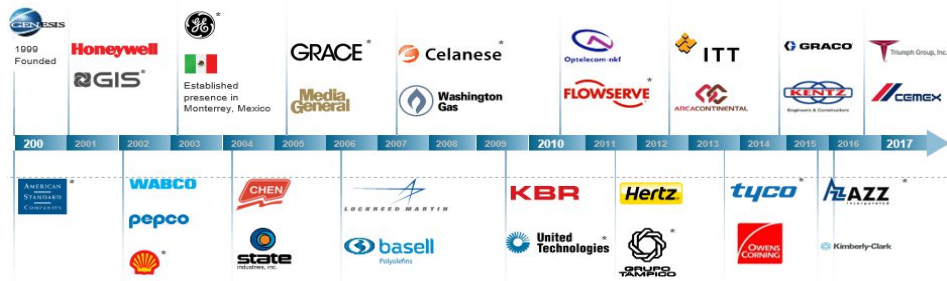 GENESIS
1999
Founded
Honeywell
GIS*
GE*
Established
presence in
Monterrey, Mexico
GRACE*
Media
General
Celanese*
Washington
Gas
Optelecom-nkf
FLOWSERVE*
ITT
ARCACONTINENTAL
GRACO
KENTZ
Engineers & Constructors
Triumph Group, Inc.
CEMEX
200 2001 2002 2003 2004 2005 2006 2007 2008 2009 2010 2011 2012 2013 2014 2015 2016 2017
AMERICAN
STANDARD
COMPANIES
*
WABCO
pepco
*
CHEN
state
industries, inc.
LOCKHEED MARTIN
basell
Polyolefins
KBR
United
Technologies*
Hertz
*
GRUPO
TAMPICO
tyco*
OWENS
CORNING
AZZ*
incorporated
Kimberly-Clark